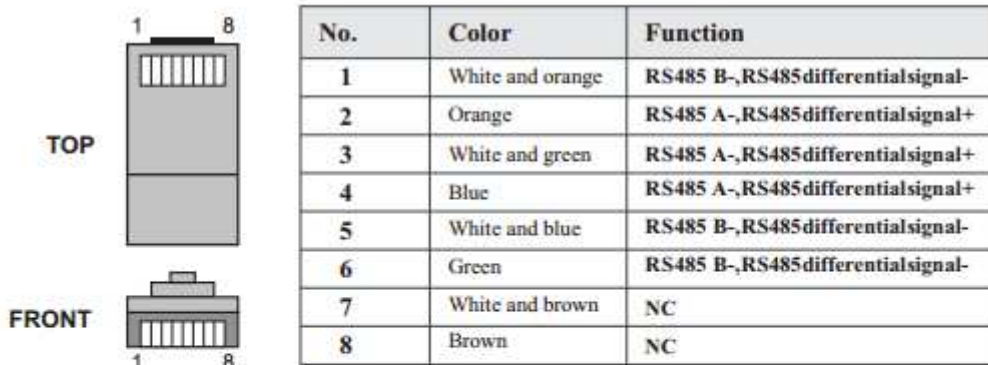 1 8
TOP
FRONT
1 8
No. Color Function
1 White and orange RS485 B-,RS485differentialsignal-
2 Orange RS485 A-,RS485differentialsignal+
3 White and green RS485 A-,RS485differentialsignal+
4 Blue RS485 A-,RS485differentialsignal+
5 White and blue RS485 B-,RS485differentialsignal-
6 Green RS485 B-,RS485differentialsignal-
7 White and brown NC
8 Brown NC